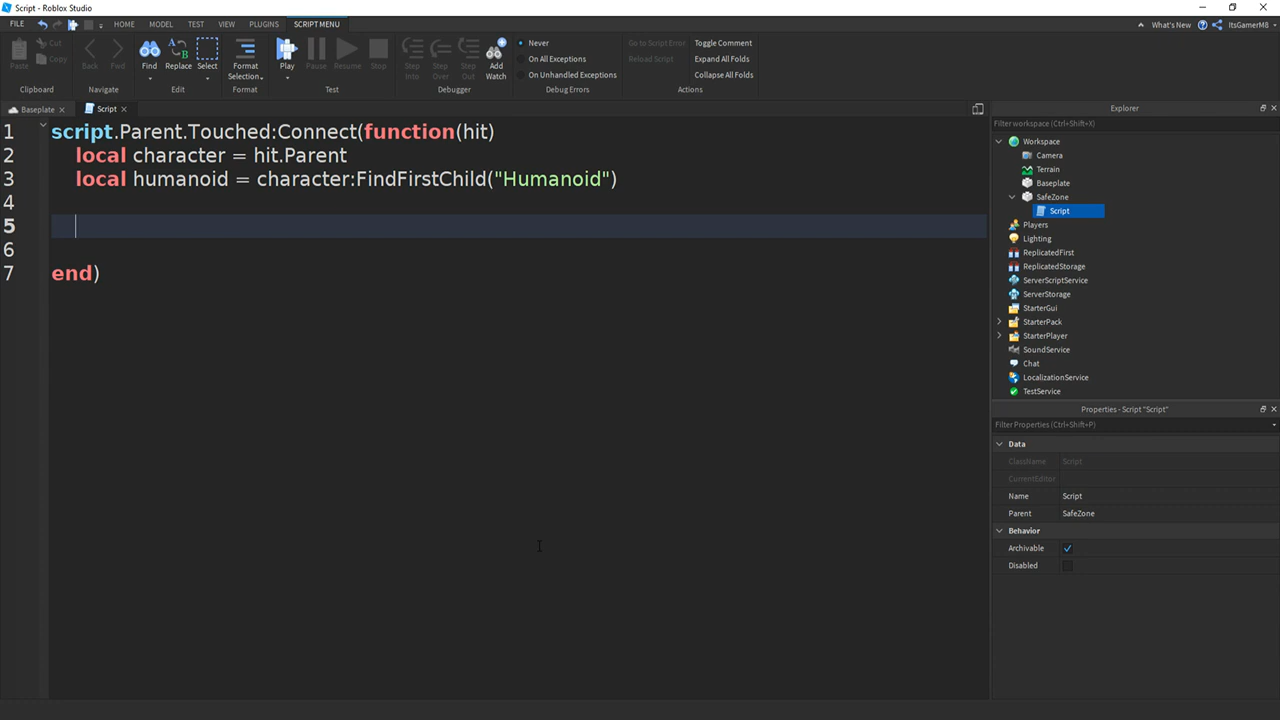 Script - Roblox Studio
FILE HOME MODEL TEST VIEW PLUGINS SCRIPT MENU What's New ItsGamerM8
Paste Cut Copy
Clipboard
Back Fwd
Navigate
Find Replace Select
Edit
Format Selection
Format
Play Pause Resume Stop
Test
Step Into Step Over Step Out Add Watch
Debugger
Never
On All Exceptions
On Unhandled Exceptions
Debug Errors
Go to Script Error Toggle Comment
Reload Script Expand All Folds
Collapse All Folds
Actions
Baseplate Script
1 script.Parent.Touched:Connect(function(hit)
2 local character = hit.Parent
3 local humanoid = character:FindFirstChild("Humanoid")
4
5
6
7 end)
Explorer
Filter workspace (Ctrl+Shift+X)
Workspace
Camera
Terrain
Baseplate
SafeZone
Script
Players
Lighting
ReplicatedFirst
ReplicatedStorage
ServerScriptService
ServerStorage
StarterGui
StarterPack
StarterPlayer
SoundService
Chat
LocalizationService
TestService
Properties - Script "Script"
Filter Properties (Ctrl+Shift+P)
Data
ClassName Script
CurrentEditor
Name Script
Parent SafeZone
Behavior
Archivable
Disabled